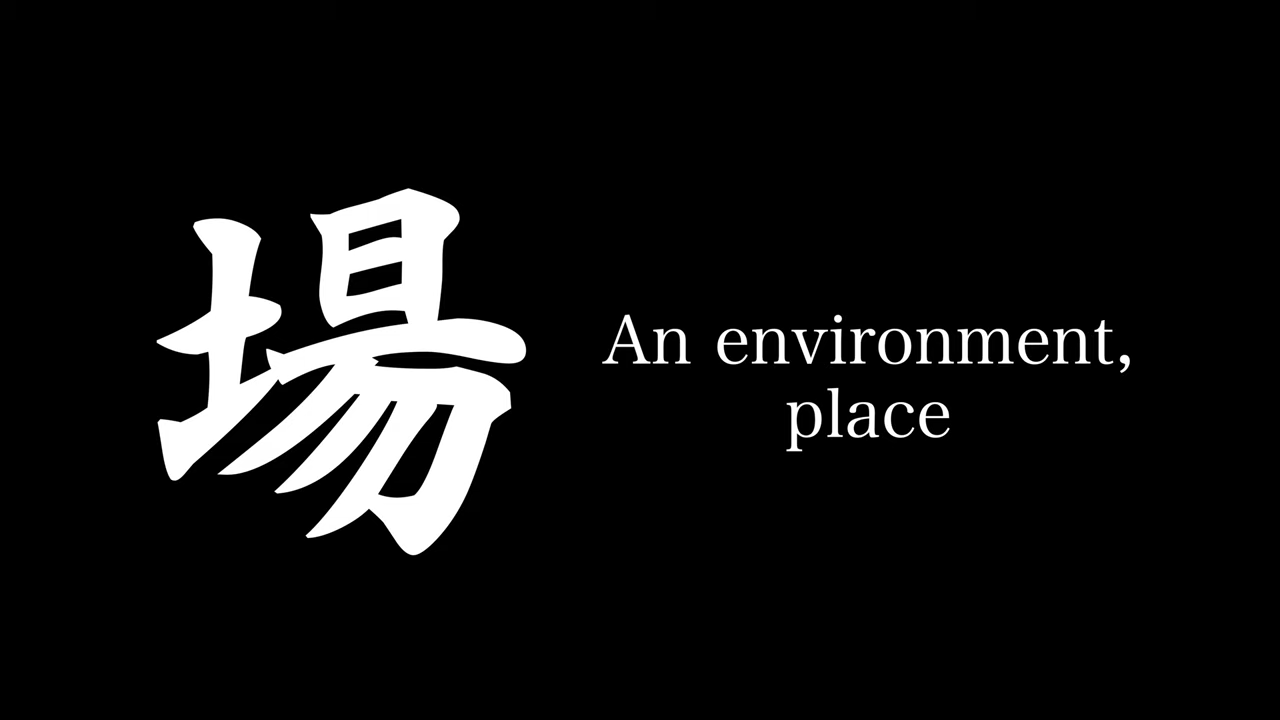 場
An environment,
place